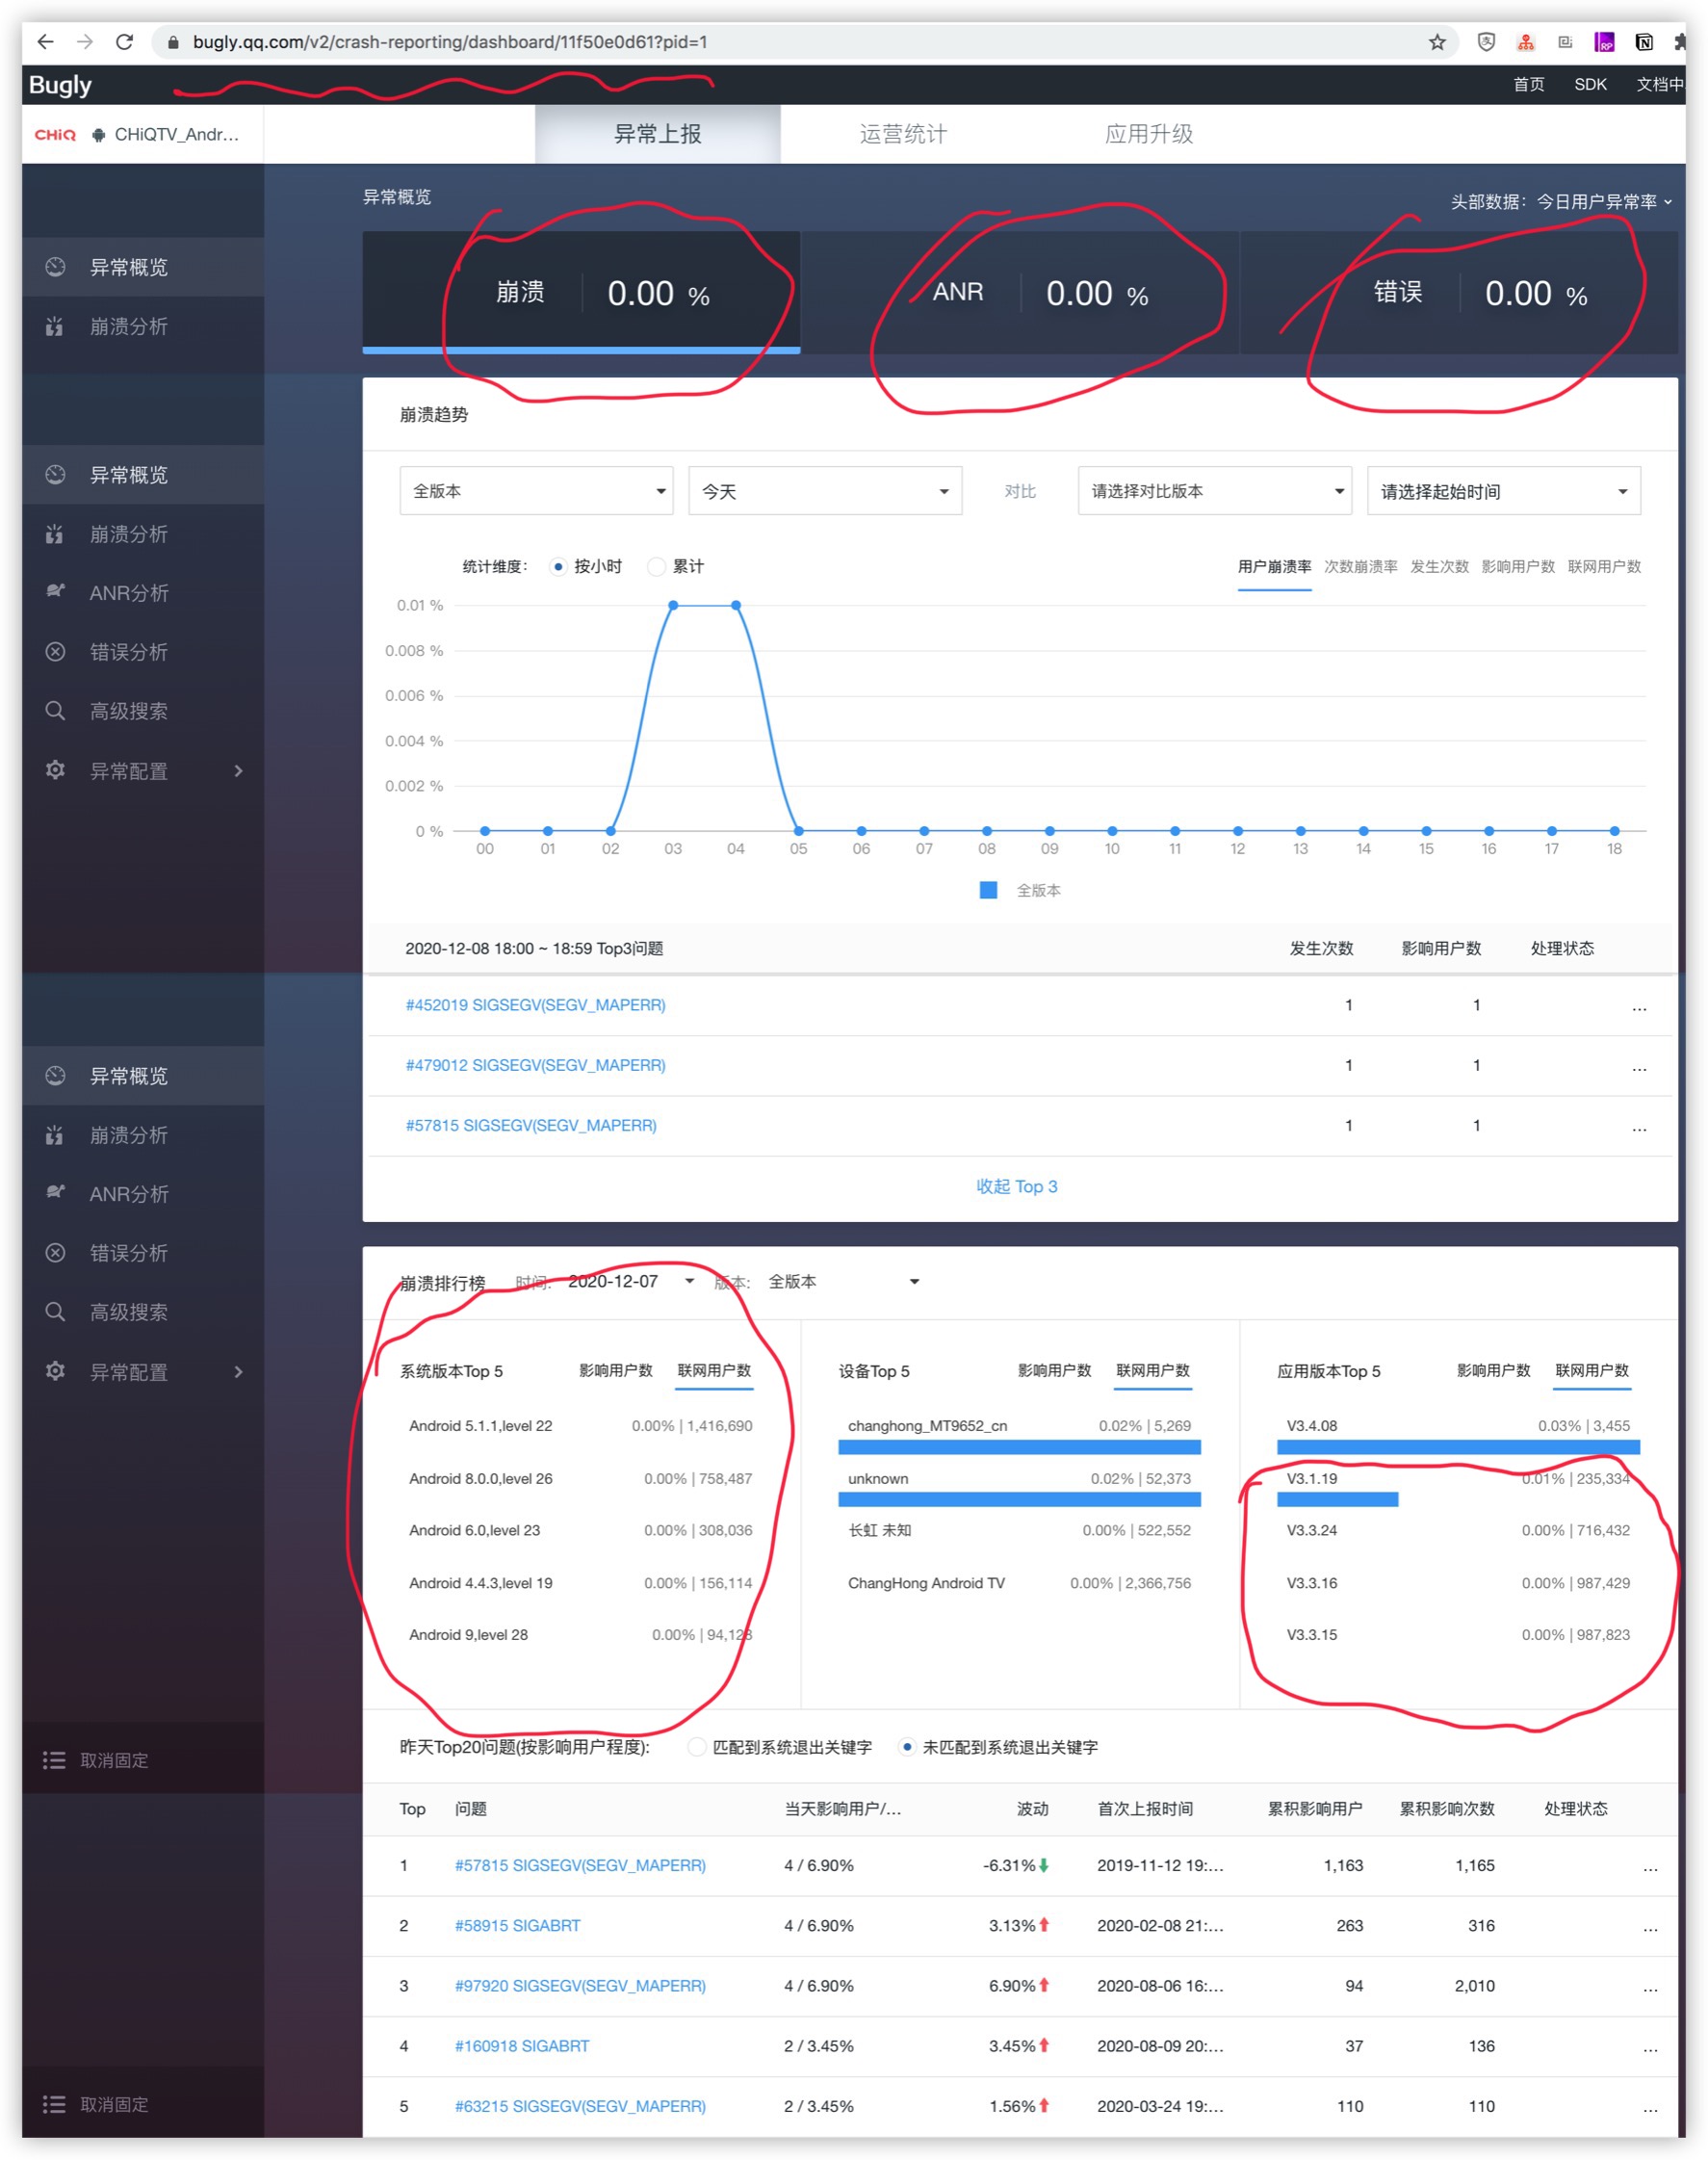 bugly.qq.com/v2/crash-reporting/dashboard/11f50e0d61?pid=1
Bugly 首页 SDK 文档中
CHiQ CHiQTV_Andr...
异常上报 运营统计 应用升级
异常概览 头部数据：今日用户异常率
崩溃 0.00 % ANR 0.00 % 错误 0.00 %
异常概览
崩溃分析
崩溃趋势
全版本 今天 对比 请选择对比版本 请选择起始时间
统计维度： 按小时 累计 用户崩溃率 次数崩溃率 发生次数 影响用户数 联网用户数
0.01 %
0.008 %
0.006 %
0.004 %
0.002 %
0 %
00 01 02 03 04 05 06 07 08 09 10 11 12 13 14 15 16 17 18
全版本
异常概览
崩溃分析
ANR分析
错误分析
高级搜索
异常配置
2020-12-08 18:00 ~ 18:59 Top3问题 发生次数 影响用户数 处理状态
#452019 SIGSEGV(SEGV_MAPERR) 1 1 ...
#479012 SIGSEGV(SEGV_MAPERR) 1 1 ...
#57815 SIGSEGV(SEGV_MAPERR) 1 1 ...
收起 Top 3
异常概览
崩溃分析
ANR分析
错误分析
高级搜索
异常配置
崩溃排行榜 时间: 2020-12-07 版本: 全版本
系统版本Top 5 影响用户数 联网用户数
Android 5.1.1,level 22 0.00% | 1,416,690
Android 8.0.0,level 26 0.00% | 758,487
Android 6.0,level 23 0.00% | 308,036
Android 4.4.3,level 19 0.00% | 156,114
Android 9,level 28 0.00% | 94,123
设备Top 5 影响用户数 联网用户数
changhong_MT9652_cn 0.02% | 5,269
unknown 0.02% | 52,373
长虹 未知 0.00% | 522,552
ChangHong Android TV 0.00% | 2,366,756
应用版本Top 5 影响用户数 联网用户数
V3.4.08 0.03% | 3,455
V3.1.19 0.01% | 235,334
V3.3.24 0.00% | 716,432
V3.3.16 0.00% | 987,429
V3.3.15 0.00% | 987,823
昨天Top20问题(按影响用户程度): 匹配到系统退出关键字 未匹配到系统退出关键字
取消固定
Top 问题 当天影响用户/... 波动 首次上报时间 累积影响用户 累积影响次数 处理状态
1 #57815 SIGSEGV(SEGV_MAPERR) 4 / 6.90% -6.31% 2019-11-12 19:... 1,163 1,165 ...
2 #58915 SIGABRT 4 / 6.90% 3.13% 2020-02-08 21:... 263 316 ...
3 #97920 SIGSEGV(SEGV_MAPERR) 4 / 6.90% 6.90% 2020-08-06 16:... 94 2,010 ...
4 #160918 SIGABRT 2 / 3.45% 3.45% 2020-08-09 20:... 37 136 ...
5 #63215 SIGSEGV(SEGV_MAPERR) 2 / 3.45% 1.56% 2020-03-24 19:... 110 110 ...
取消固定